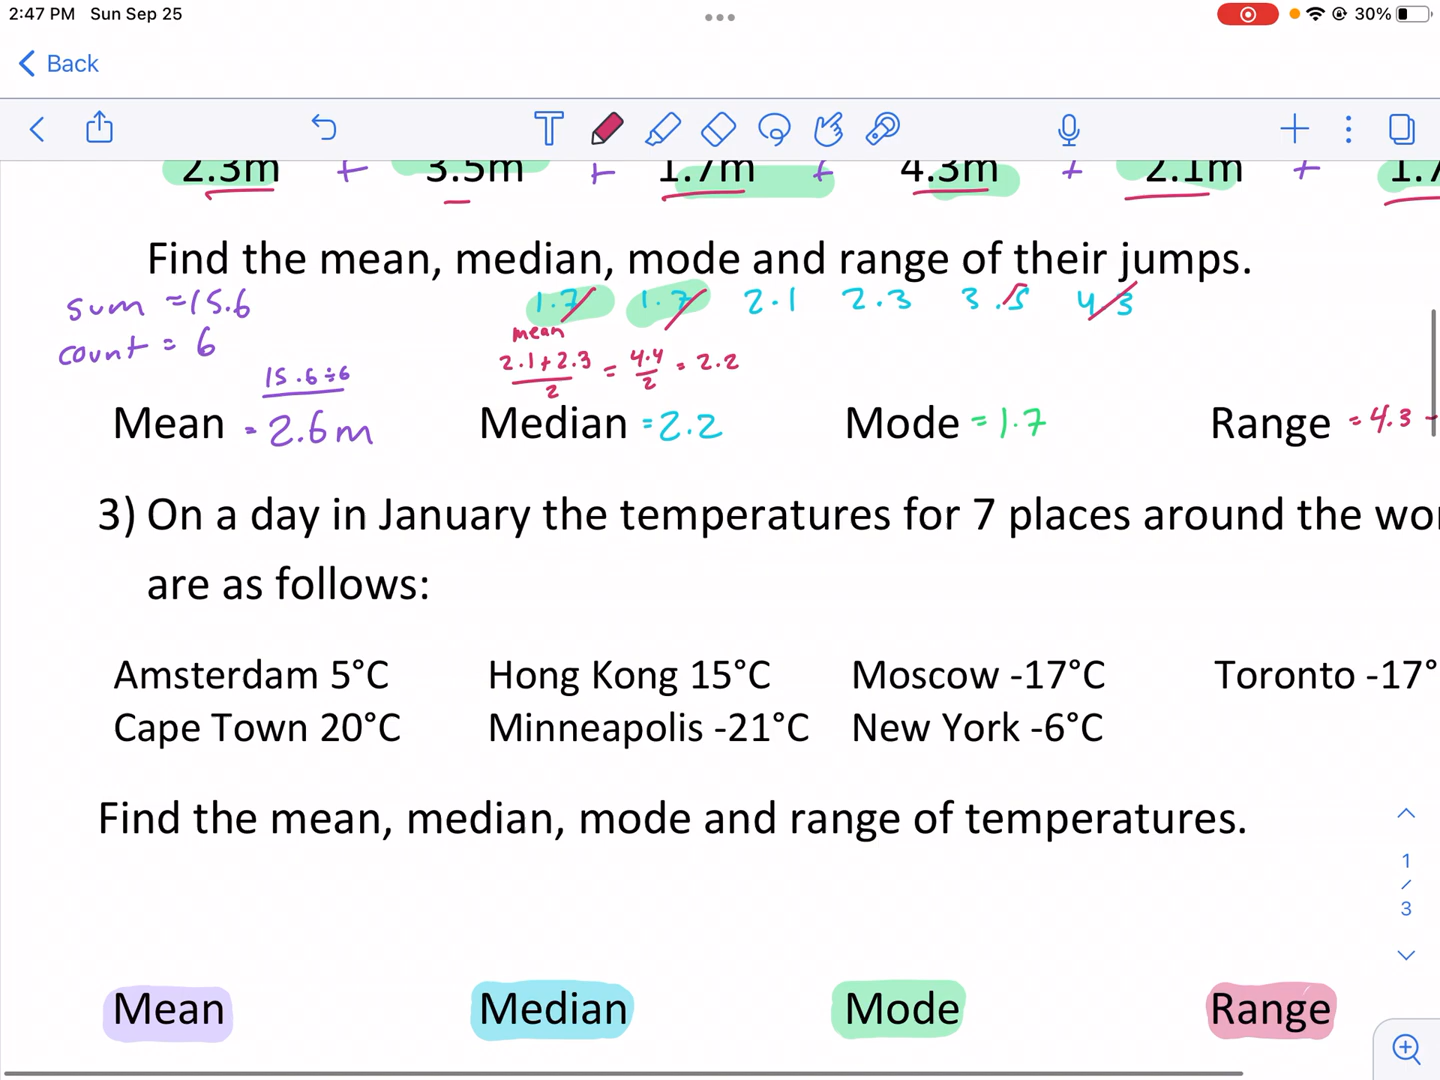 2:47 PM Sun Sep 25
30%
Back
T
2.3m + 3.5m + 1.7m + 4.3m + 2.1m + 1.7
Find the mean, median, mode and range of their jumps.
sum = 15.6
1.7 1.7 2.1 2.3 3.5 4.3
count = 6
mean
15.6 ÷ 6
2.1 + 2.3 = 4.4 = 2.2
2 2
Mean = 2.6m Median = 2.2 Mode = 1.7 Range = 4.3 -
3) On a day in January the temperatures for 7 places around the wor
are as follows:
Amsterdam 5°C Hong Kong 15°C Moscow -17°C Toronto -17°
Cape Town 20°C Minneapolis -21°C New York -6°C
Find the mean, median, mode and range of temperatures.
1
/
3
Mean Median Mode Range